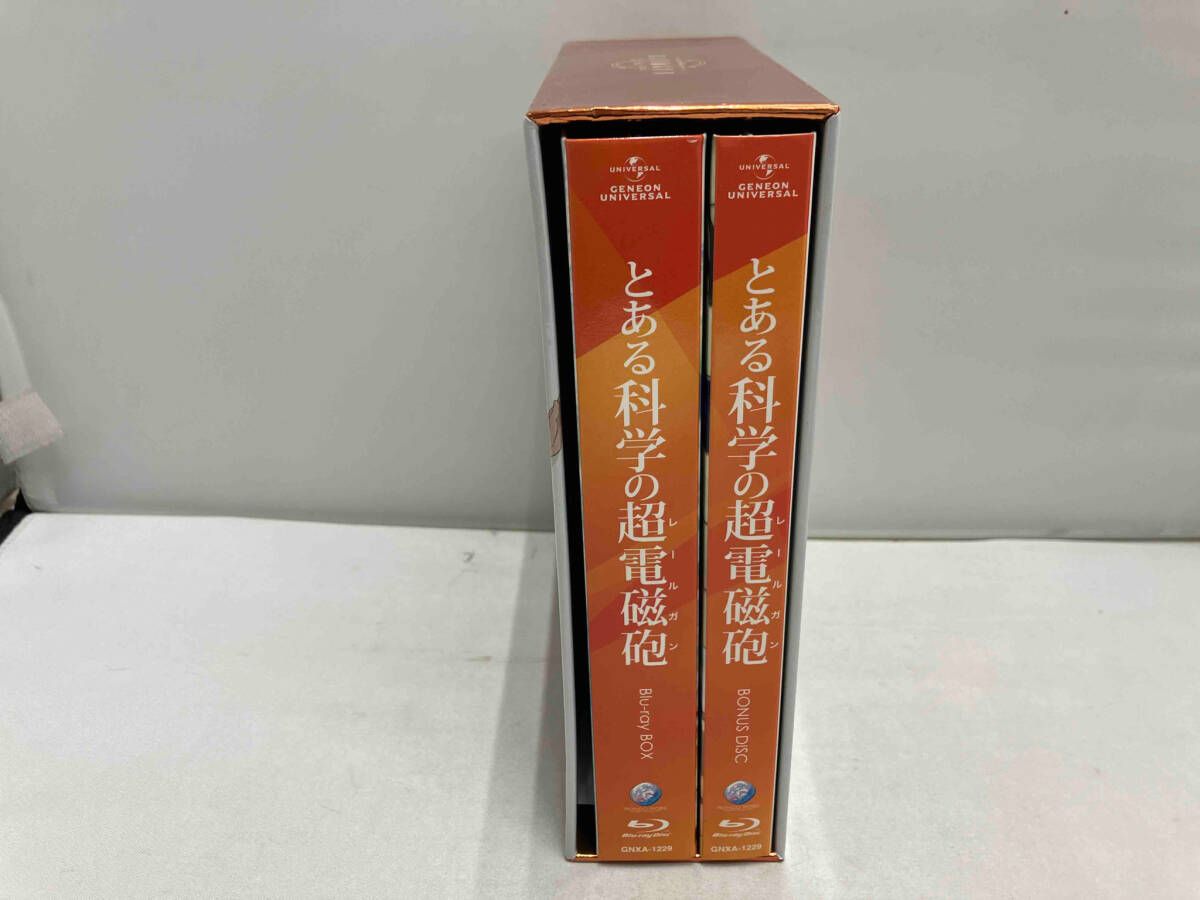 UNIVERSAL
GENEON
UNIVERSAL
とある科学の超電磁砲
レールガン
Blu-ray BOX
Blu-ray Disc
GNXA-1229
UNIVERSAL
GENEON
UNIVERSAL
とある科学の超電磁砲
レールガン
BONUS DISC
Blu-ray Disc
GNXA-1229